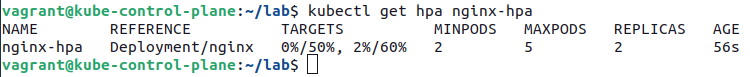 vagrant@kube-control-plane:~/lab$ kubectl get hpa nginx-hpa
NAME        REFERENCE          TARGETS            MINPODS   MAXPODS   REPLICAS   AGE
nginx-hpa   Deployment/nginx   0%/50%, 2%/60%     2         5         2          56s
vagrant@kube-control-plane:~/lab$